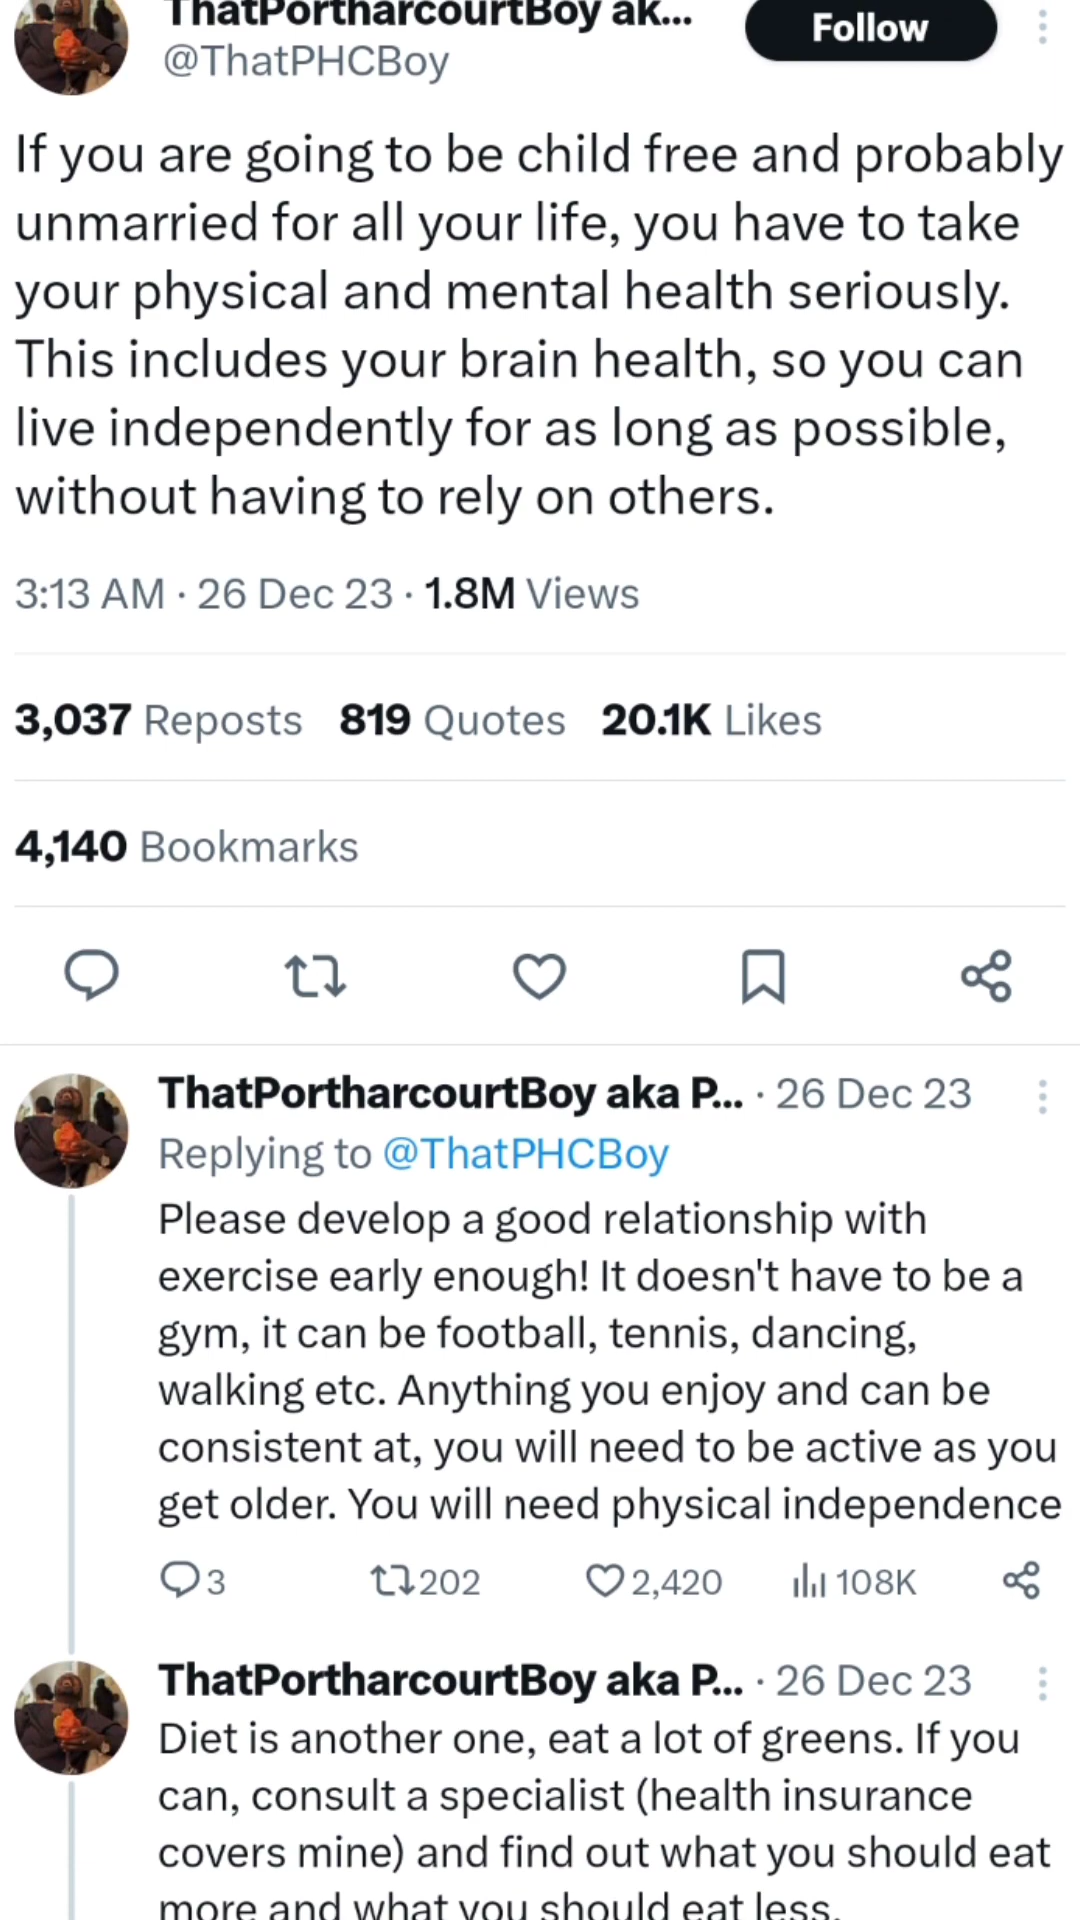 ThatPortharcourtBoy ak...
Follow
@ThatPHCBoy
If you are going to be child free and probably
unmarried for all your life, you have to take
your physical and mental health seriously.
This includes your brain health, so you can
live independently for as long as possible,
without having to rely on others.
3:13 AM · 26 Dec 23 · 1.8M Views
3,037 Reposts 819 Quotes 20.1K Likes
4,140 Bookmarks
ThatPortharcourtBoy aka P... · 26 Dec 23
Replying to @ThatPHCBoy
Please develop a good relationship with
exercise early enough! It doesn't have to be a
gym, it can be football, tennis, dancing,
walking etc. Anything you enjoy and can be
consistent at, you will need to be active as you
get older. You will need physical independence
3 202 2,420 108K
ThatPortharcourtBoy aka P... · 26 Dec 23
Diet is another one, eat a lot of greens. If you
can, consult a specialist (health insurance
covers mine) and find out what you should eat
more and what you should eat less.